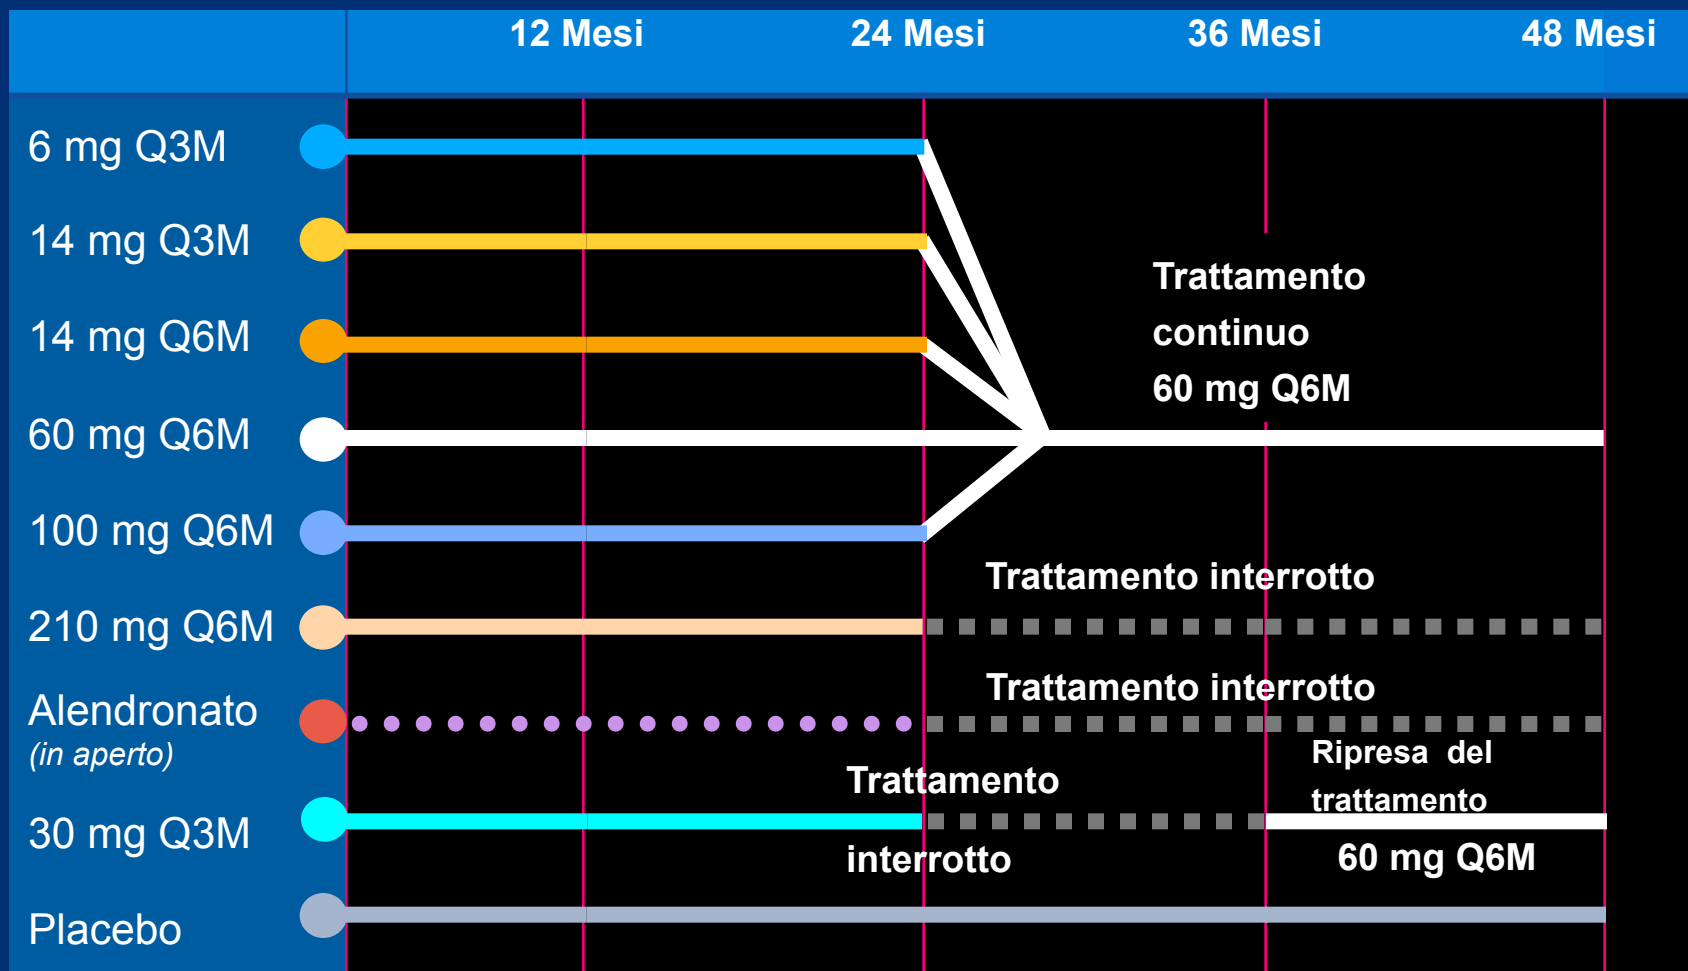 12 Mesi 24 Mesi 36 Mesi 48 Mesi
6 mg Q3M
14 mg Q3M
Trattamento
continuo
60 mg Q6M
14 mg Q6M
60 mg Q6M
100 mg Q6M
Trattamento interrotto
210 mg Q6M
Trattamento interrotto
Alendronato
(in aperto)
Ripresa del
trattamento
60 mg Q6M
Trattamento
interrotto
30 mg Q3M
Placebo